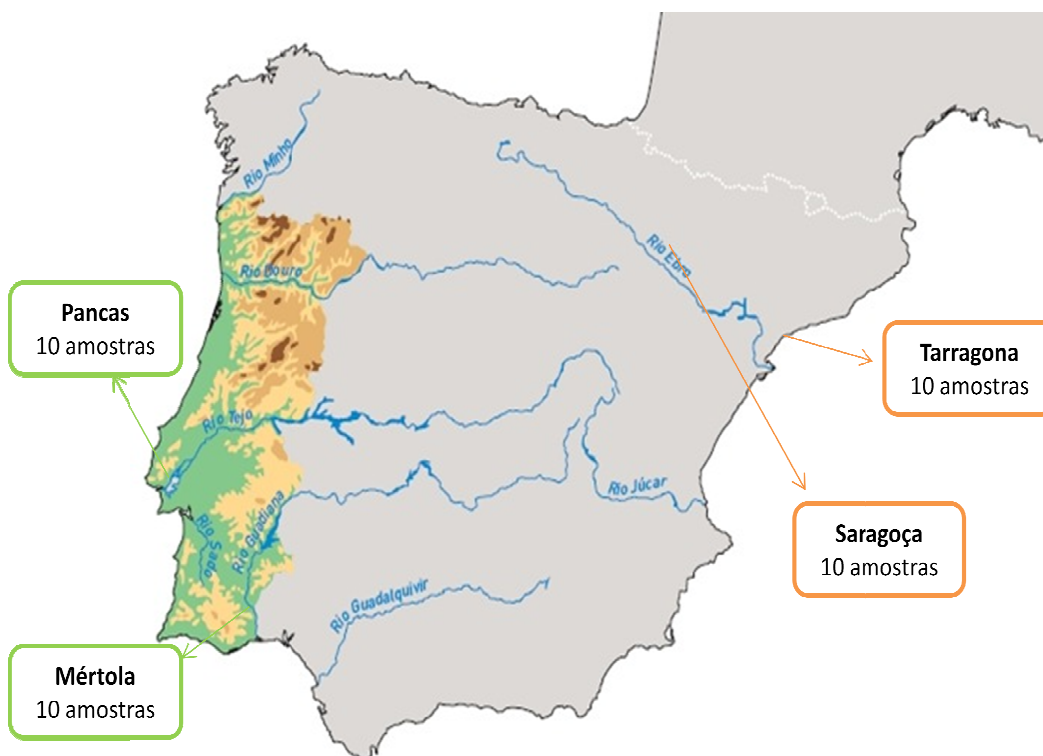 Rio Minho
Rio Douro
Rio Ebro
Pancas
10 amostras
Tarragona
10 amostras
Rio Tejo
Rio Júcar
Rio Guadiana
Rio Sado
Saragoça
10 amostras
Rio Guadalquivir
Mértola
10 amostras